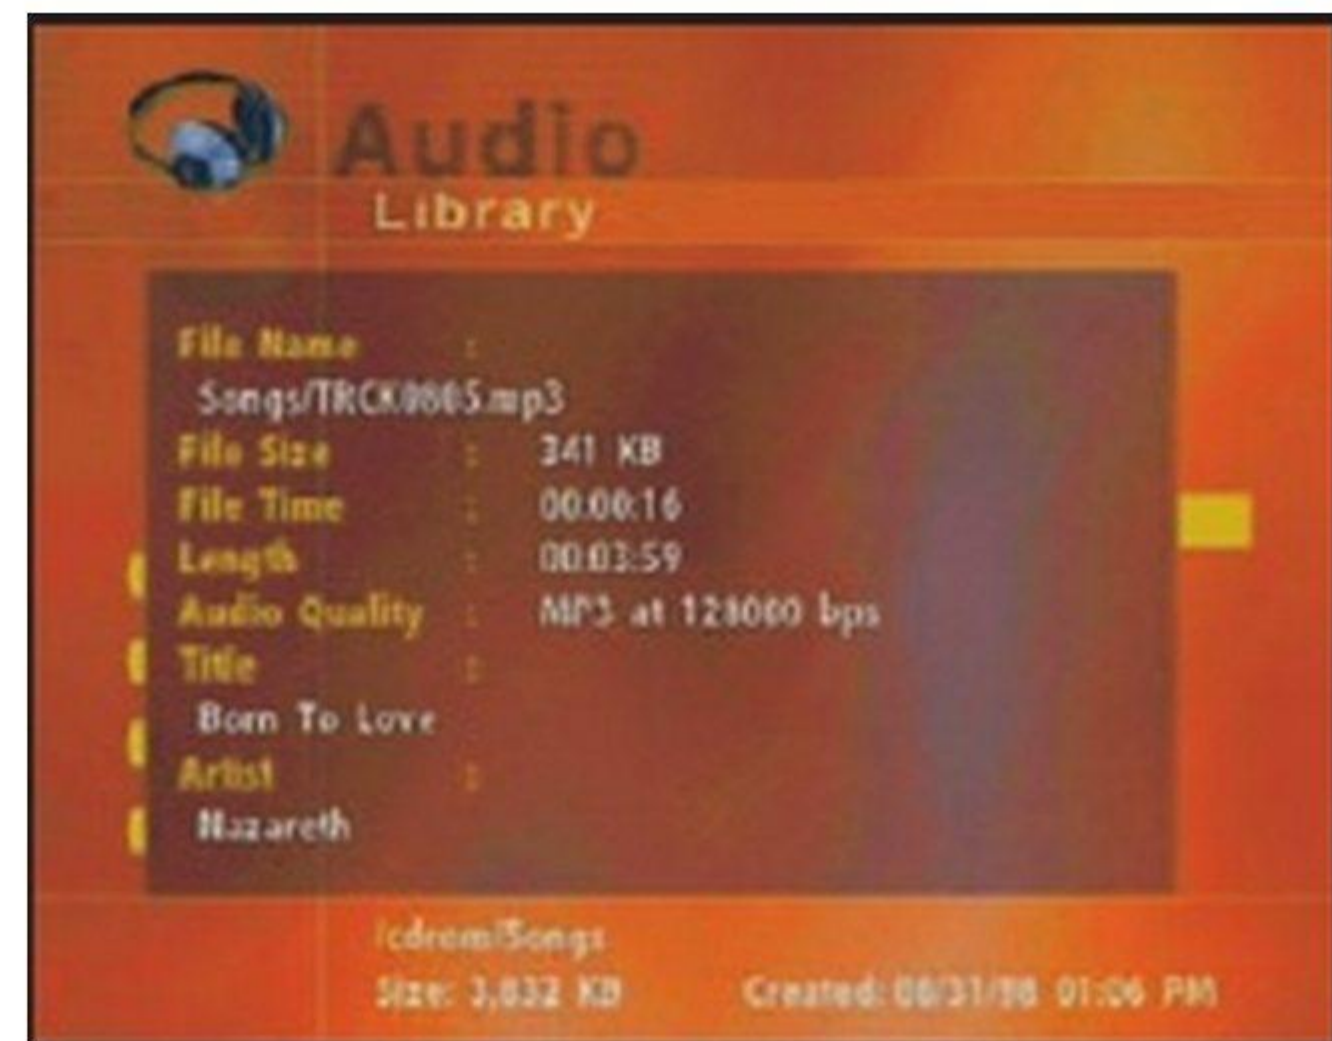 Audio
Library
File Name :
Songs/TRCK0805.mp3
File Size : 341 KB
File Time : 00:00:16
Length : 00:03:59
Audio Quality : MP3 at 128000 bps
Title :
Born To Love
Artist :
Nazareth
/cdrom/Songs
Size: 3,832 KB Created: 08/31/98 01:06 PM